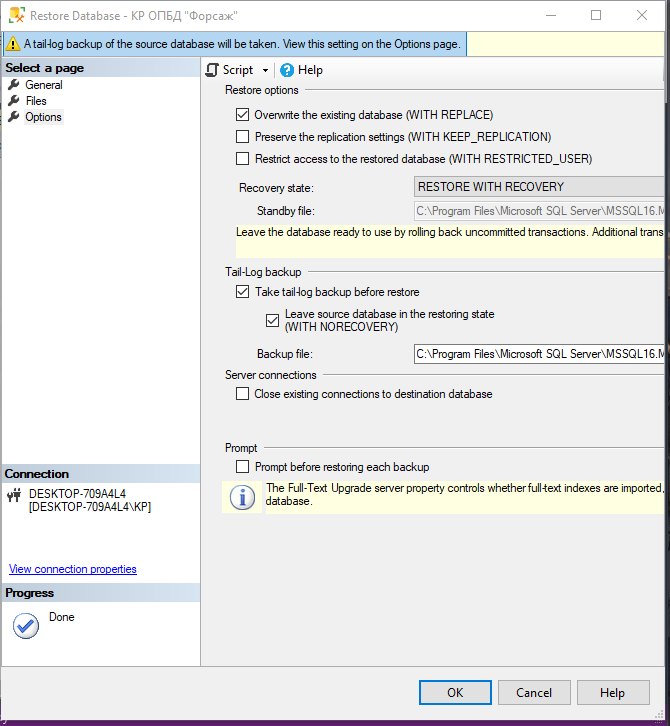 Restore Database - КР ОПБД "Форсаж"
A tail-log backup of the source database will be taken. View this setting on the Options page.
Select a page
General
Files
Options
Script
Help
Restore options
Overwrite the existing database (WITH REPLACE)
Preserve the replication settings (WITH KEEP_REPLICATION)
Restrict access to the restored database (WITH RESTRICTED_USER)
Recovery state:
RESTORE WITH RECOVERY
Standby file:
C:\Program Files\Microsoft SQL Server\MSSQL16.M
Leave the database ready to use by rolling back uncommitted transactions. Additional trans
Tail-Log backup
Take tail-log backup before restore
Leave source database in the restoring state
(WITH NORECOVERY)
Backup file:
C:\Program Files\Microsoft SQL Server\MSSQL16.M
Server connections
Close existing connections to destination database
Prompt
Prompt before restoring each backup
The Full-Text Upgrade server property controls whether full-text indexes are imported,
database.
Connection
DESKTOP-709A4L4
[DESKTOP-709A4L4\KP]
View connection properties
Progress
Done
OK
Cancel
Help